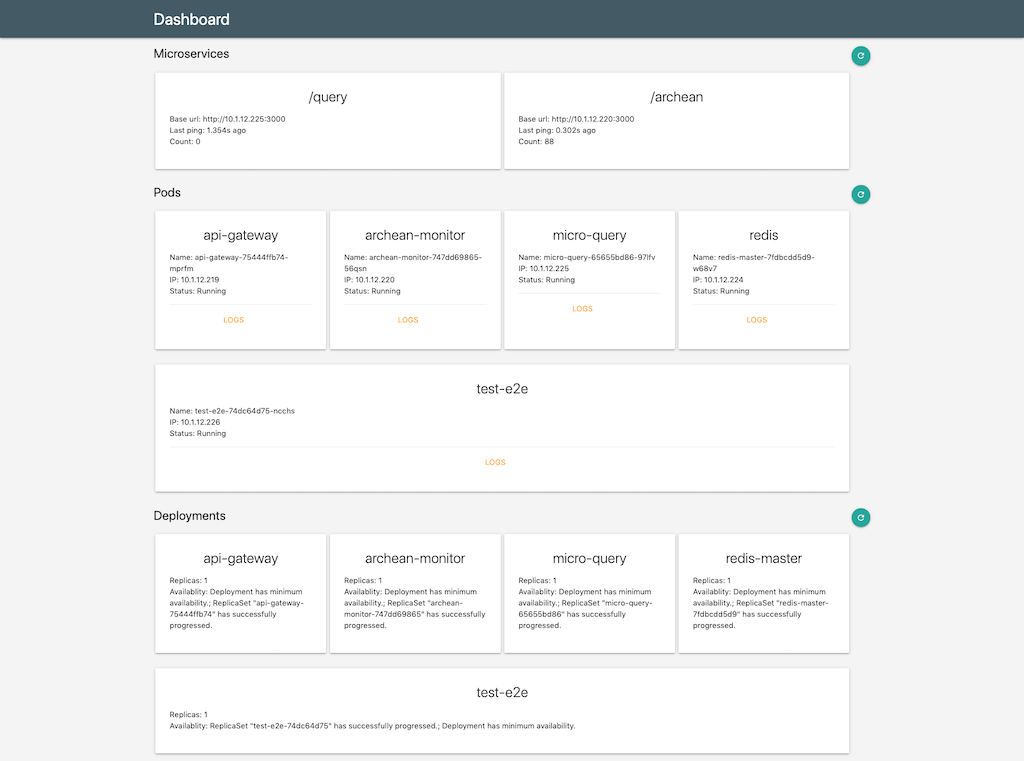 Dashboard
Microservices
/query
Base url: http://10.1.12.225:3000
Last ping: 1.354s ago
Count: 0
/archean
Base url: http://10.1.12.220:3000
Last ping: 0.302s ago
Count: 88
Pods
api-gateway
Name: api-gateway-75444ffb74-
mprfm
IP: 10.1.12.219
Status: Running
LOGS
archean-monitor
Name: archean-monitor-747dd69865-
56qsn
IP: 10.1.12.220
Status: Running
LOGS
micro-query
Name: micro-query-65655bd86-97lfv
IP: 10.1.12.225
Status: Running
LOGS
redis
Name: redis-master-7fdbcdd5d9-
w68v7
IP: 10.1.12.224
Status: Running
LOGS
test-e2e
Name: test-e2e-74dc64d75-ncchs
IP: 10.1.12.226
Status: Running
LOGS
Deployments
api-gateway
Replicas: 1
Availablity: Deployment has minimum
availability.; ReplicaSet "api-gateway-
75444ffb74" has successfully
progressed.
archean-monitor
Replicas: 1
Availablity: Deployment has minimum
availability.; ReplicaSet "archean-
monitor-747dd69865" has successfully
progressed.
micro-query
Replicas: 1
Availablity: Deployment has minimum
availability.; ReplicaSet "micro-query-
65655bd86" has successfully
progressed.
redis-master
Replicas: 1
Availablity: Deployment has minimum
availability.; ReplicaSet "redis-master-
7fdbcdd5d9" has successfully
progressed.
test-e2e
Replicas: 1
Availablity: ReplicaSet "test-e2e-74dc64d75" has successfully progressed.; Deployment has minimum availability.